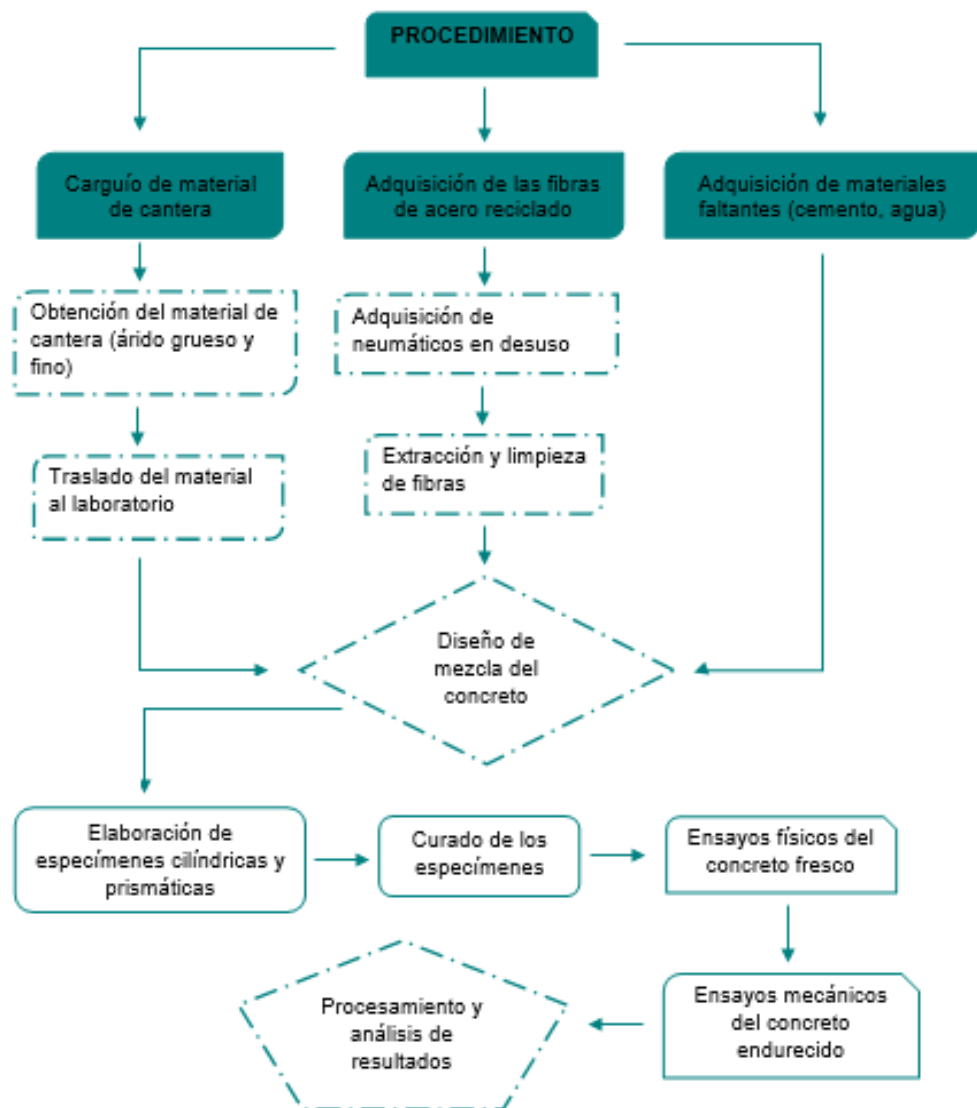 PROCEDIMIENTO
Carguío de material
de cantera
Adquisición de las fibras
de acero reciclado
Adquisición de materiales
faltantes (cemento, agua)
Obtención del material de
cantera (árido grueso y
fino)
Adquisición de
neumáticos en desuso
Traslado del material
al laboratorio
Extracción y limpieza
de fibras
Diseño de
mezcla del
concreto
Elaboración de
especímenes cilíndricas y
prismáticas
Curado de los
especímenes
Ensayos físicos del
concreto fresco
Ensayos mecánicos
del concreto
endurecido
Procesamiento y
análisis de
resultados